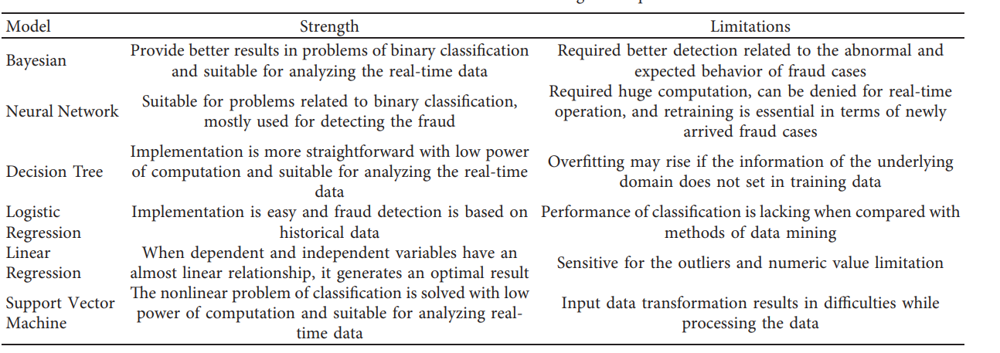 Model Strength Limitations
Bayesian Provide better results in problems of binary classification and suitable for analyzing the real-time data Required better detection related to the abnormal and expected behavior of fraud cases
Neural Network Suitable for problems related to binary classification, mostly used for detecting the fraud Required huge computation, can be denied for real-time operation, and retraining is essential in terms of newly arrived fraud cases
Decision Tree Implementation is more straightforward with low power of computation and suitable for analyzing the real-time data Overfitting may rise if the information of the underlying domain does not set in training data
Logistic Regression Implementation is easy and fraud detection is based on historical data Performance of classification is lacking when compared with methods of data mining
Linear Regression When dependent and independent variables have an almost linear relationship, it generates an optimal result Sensitive for the outliers and numeric value limitation
Support Vector Machine The nonlinear problem of classification is solved with low power of computation and suitable for analyzing real-time data Input data transformation results in difficulties while processing the data